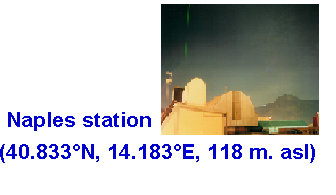 Naples station
(40.833°N, 14.183°E, 118 m. asl)